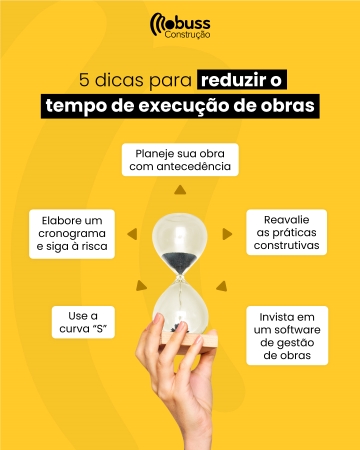 mobuss
Construção
5 dicas para reduzir o
tempo de execução de obras
Planeje sua obra
com antecedência
Elabore um
cronograma
e siga à risca
Reavalie
as práticas
construtivas
Use a
curva “S”
Invista em
um software
de gestão
de obras